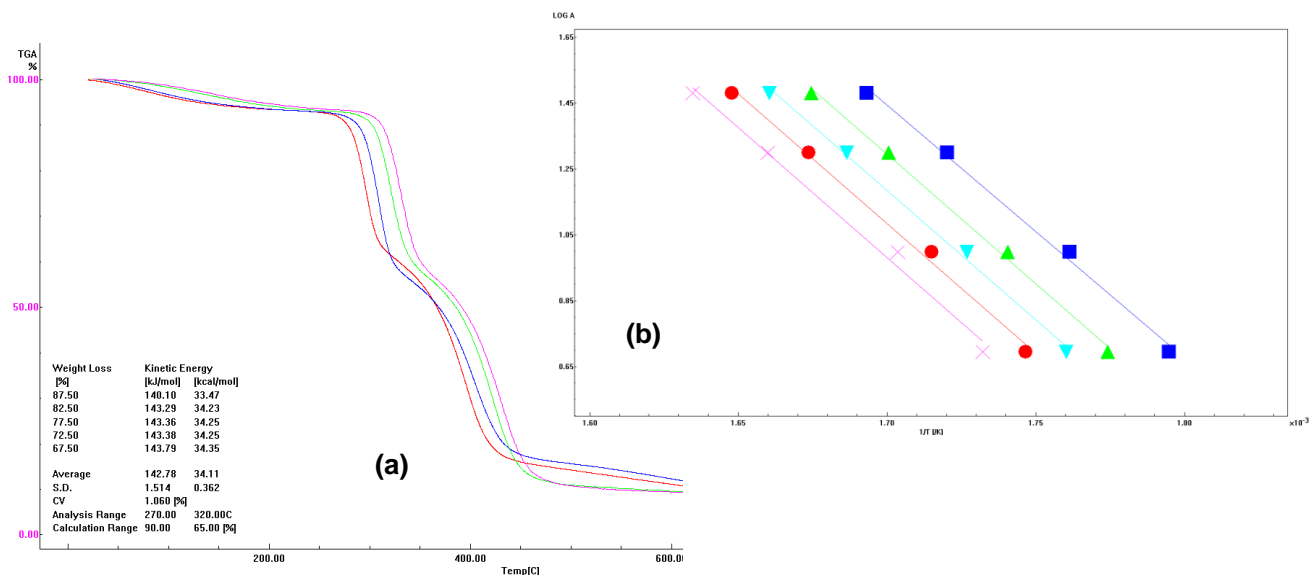 TGA
%
100.00
50.00
0.00
Weight Loss Kinetic Energy
[%] [kJ/mol] [kcal/mol]
87.50 140.10 33.47
82.50 143.29 34.23
77.50 143.36 34.25
72.50 143.38 34.25
67.50 143.79 34.35
Average 142.78 34.11
S.D. 1.514 0.362
CV 1.060 [%]
Analysis Range 270.00 320.00C
Calculation Range 90.00 65.00 [%]
(a)
200.00 400.00 600.0
Temp[C]
LOG A
1.65
1.45
1.25
1.05
0.85
0.65
(b)
1.60 1.65 1.70 1.75 1.80 ×10⁻³
1/T [/K]